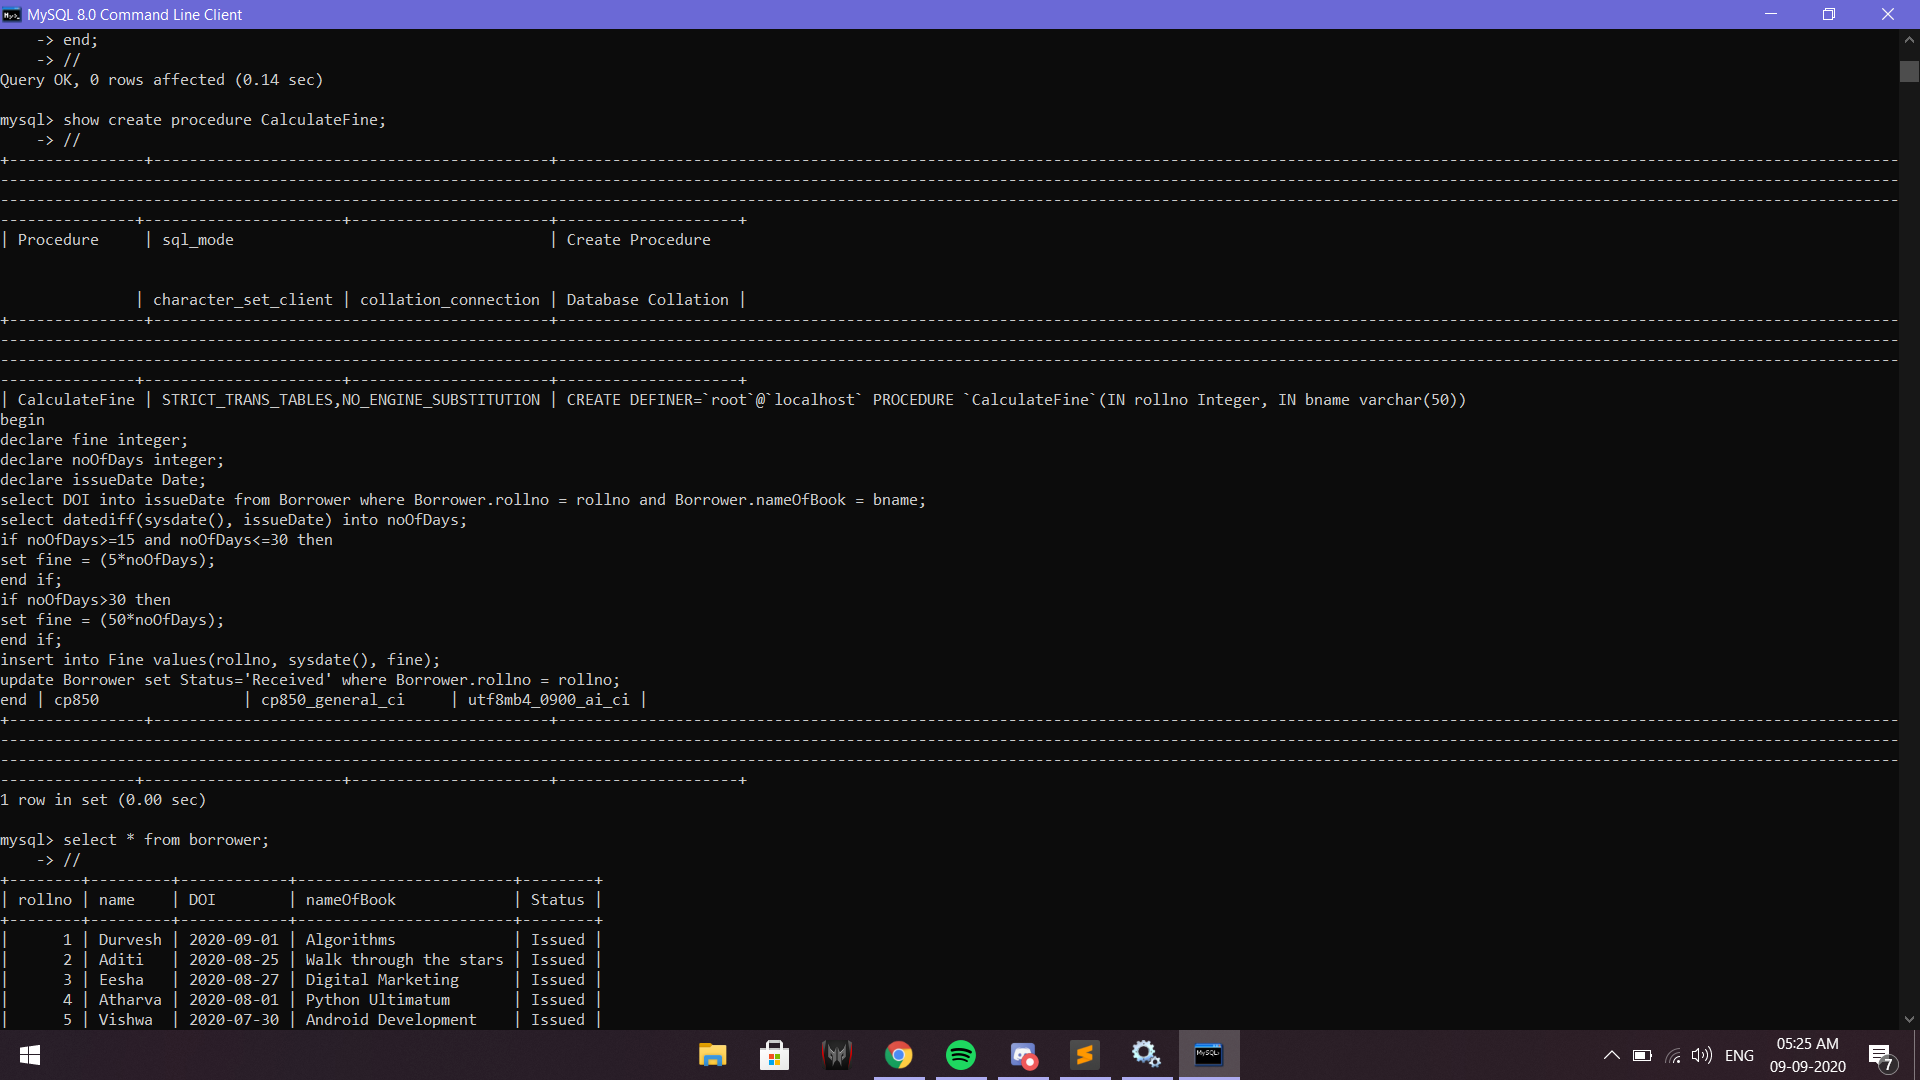 MySQL 8.0 Command Line Client
    -> end;
    -> //
Query OK, 0 rows affected (0.14 sec)
mysql> show create procedure CalculateFine;
    -> //
| Procedure     | sql_mode                                   | Create Procedure
               | character_set_client | collation_connection | Database Collation |
| CalculateFine | STRICT_TRANS_TABLES,NO_ENGINE_SUBSTITUTION | CREATE DEFINER=`root`@`localhost` PROCEDURE `CalculateFine`(IN rollno Integer, IN bname varchar(50))
begin
declare fine integer;
declare noOfDays integer;
declare issueDate Date;
select DOI into issueDate from Borrower where Borrower.rollno = rollno and Borrower.nameOfBook = bname;
select datediff(sysdate(), issueDate) into noOfDays;
if noOfDays>=15 and noOfDays<=30 then
set fine = (5*noOfDays);
end if;
if noOfDays>30 then
set fine = (50*noOfDays);
end if;
insert into Fine values(rollno, sysdate(), fine);
update Borrower set Status='Received' where Borrower.rollno = rollno;
end | cp850                | cp850_general_ci     | utf8mb4_0900_ai_ci |
1 row in set (0.00 sec)
mysql> select * from borrower;
    -> //
| rollno | name    | DOI        | nameOfBook             | Status |
|      1 | Durvesh | 2020-09-01 | Algorithms             | Issued |
|      2 | Aditi   | 2020-08-25 | Walk through the stars | Issued |
|      3 | Eesha   | 2020-08-27 | Digital Marketing      | Issued |
|      4 | Atharva | 2020-08-01 | Python Ultimatum       | Issued |
|      5 | Vishwa  | 2020-07-30 | Android Development    | Issued |
MySQL
ENG
05:25 AM
09-09-2020
7